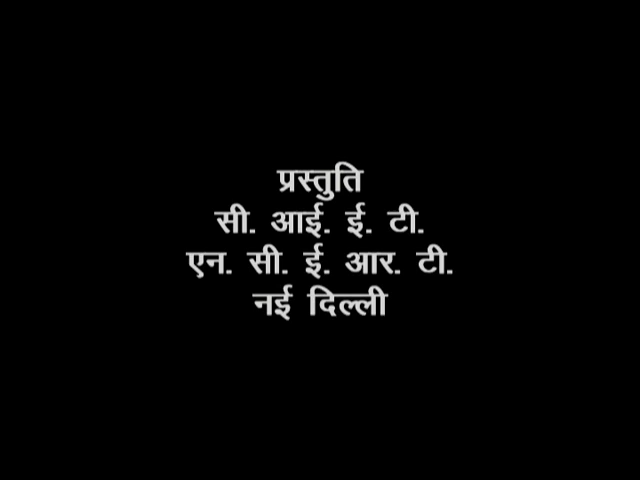 प्रस्तुति
सी. आई. ई. टी.
एन. सी. ई. आर. टी.
नई दिल्ली